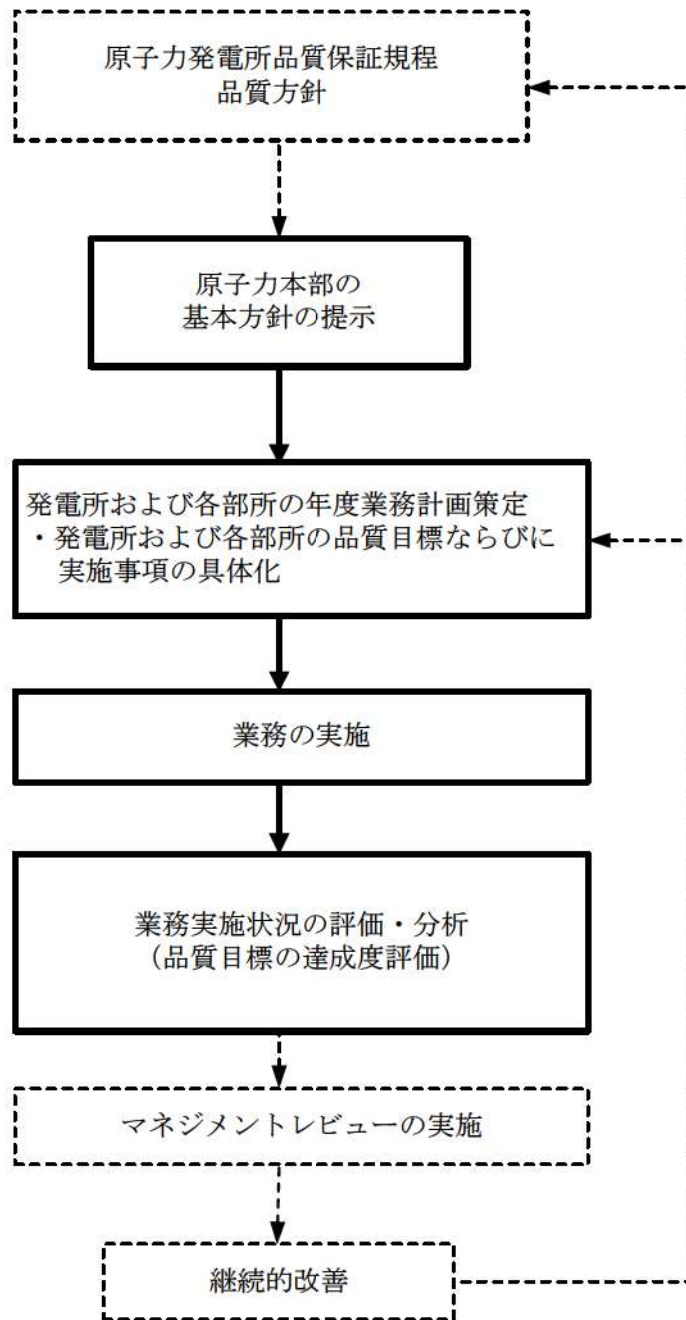 原子力発電所品質保証規程
品質方針
原子力本部の
基本方針の提示
発電所および各部所の年度業務計画策定
・発電所および各部所の品質目標ならびに
実施事項の具体化
業務の実施
業務実施状況の評価・分析
（品質目標の達成度評価）
マネジメントレビューの実施
継続的改善